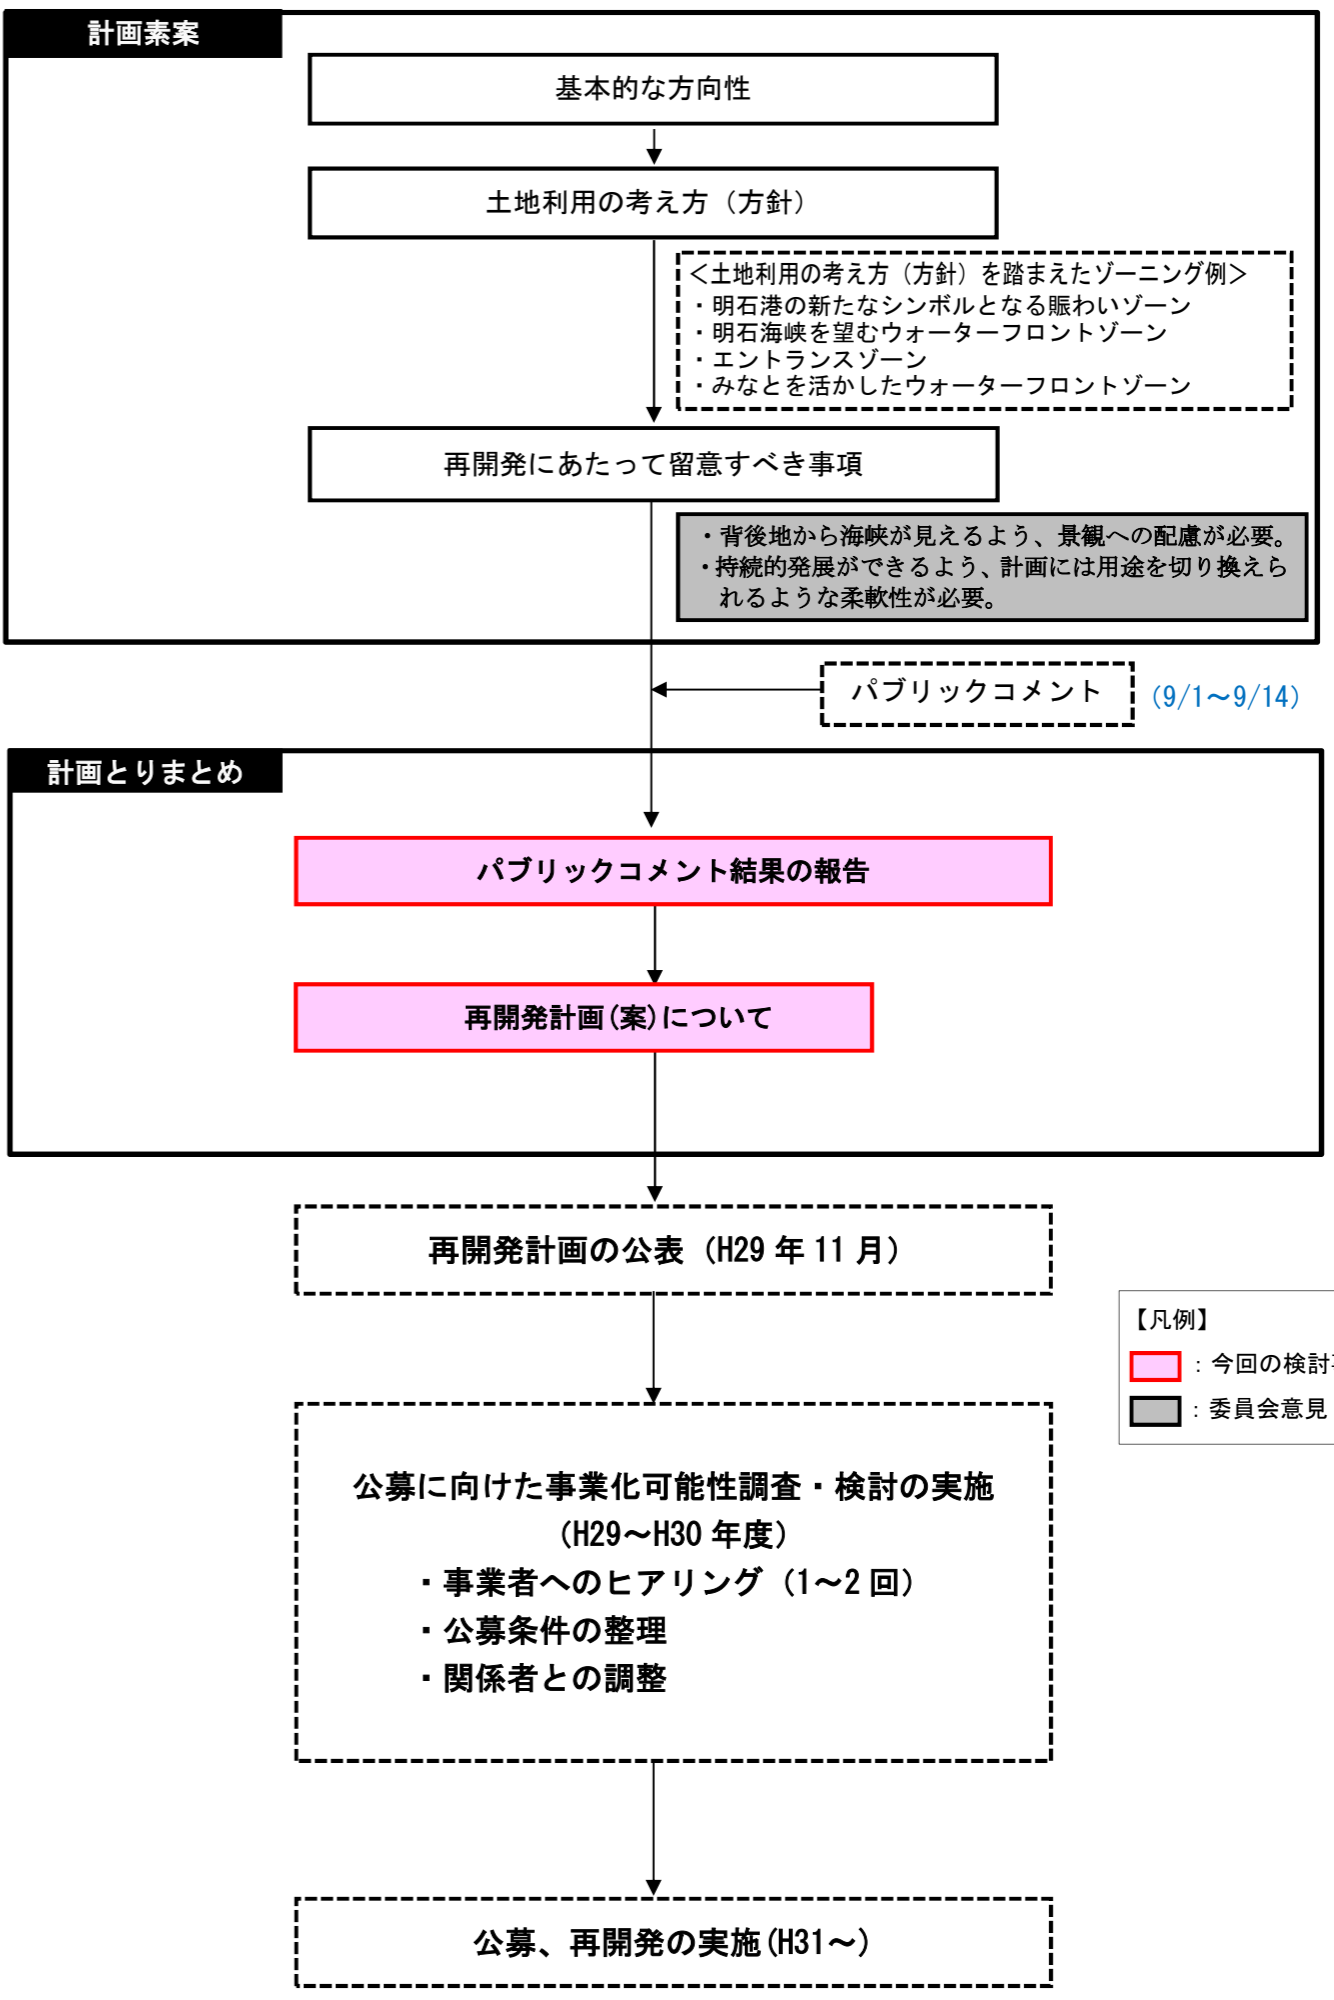 計画素案
基本的な方向性
土地利用の考え方（方針）
＜土地利用の考え方（方針）を踏まえたゾーニング例＞
・明石港の新たなシンボルとなる賑わいゾーン
・明石海峡を望むウォーターフロントゾーン
・エントランスゾーン
・みなとを活かしたウォーターフロントゾーン
再開発にあたって留意すべき事項
・背後地から海峡が見えるよう、景観への配慮が必要。
・持続的発展ができるよう、計画には用途を切り換えら
れるような柔軟性が必要。
パブリックコメント
（9/1～9/14）
計画とりまとめ
パブリックコメント結果の報告
再開発計画(案)について
再開発計画の公表（H29年11月）
【凡例】
：今回の検討
：委員会意見
公募に向けた事業化可能性調査・検討の実施
（H29～H30年度）
・事業者へのヒアリング（1～2回）
・公募条件の整理
・関係者との調整
公募、再開発の実施(H31～)